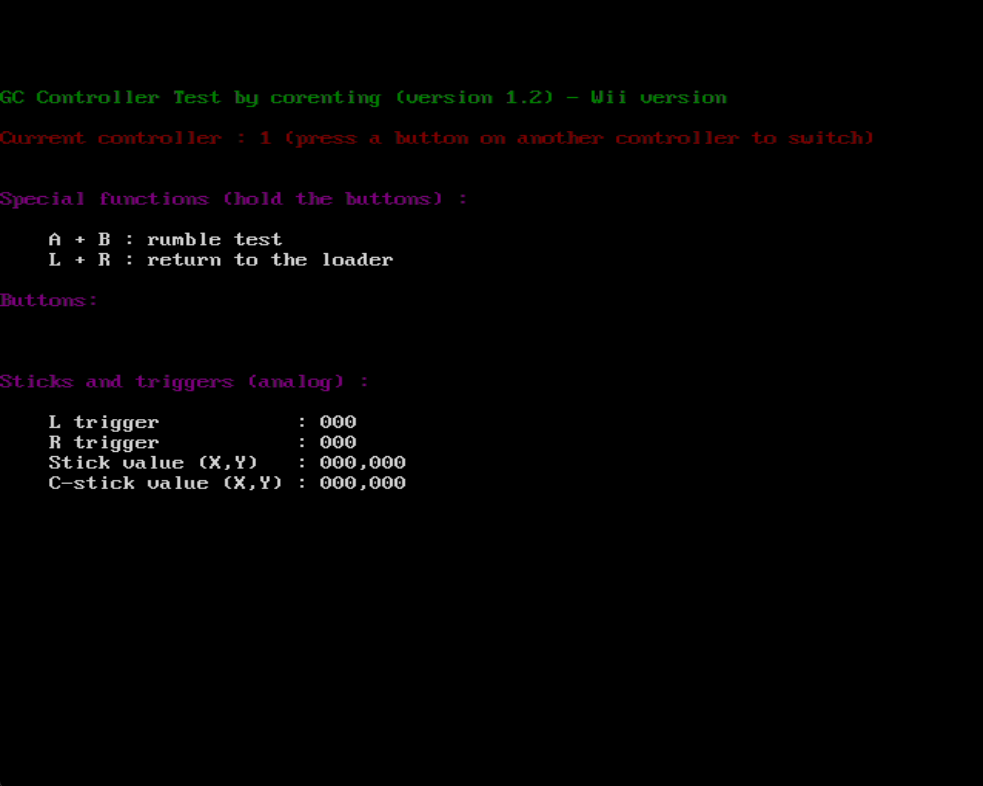 GC Controller Test by corenting (version 1.2) - Wii version
Current controller : 1 (press a button on another controller to switch)
Special functions (hold the buttons) :
A + B : rumble test
L + R : return to the loader
Buttons:
Sticks and triggers (analog) :
L trigger : 000
R trigger : 000
Stick value (X,Y) : 000,000
C-stick value (X,Y) : 000,000